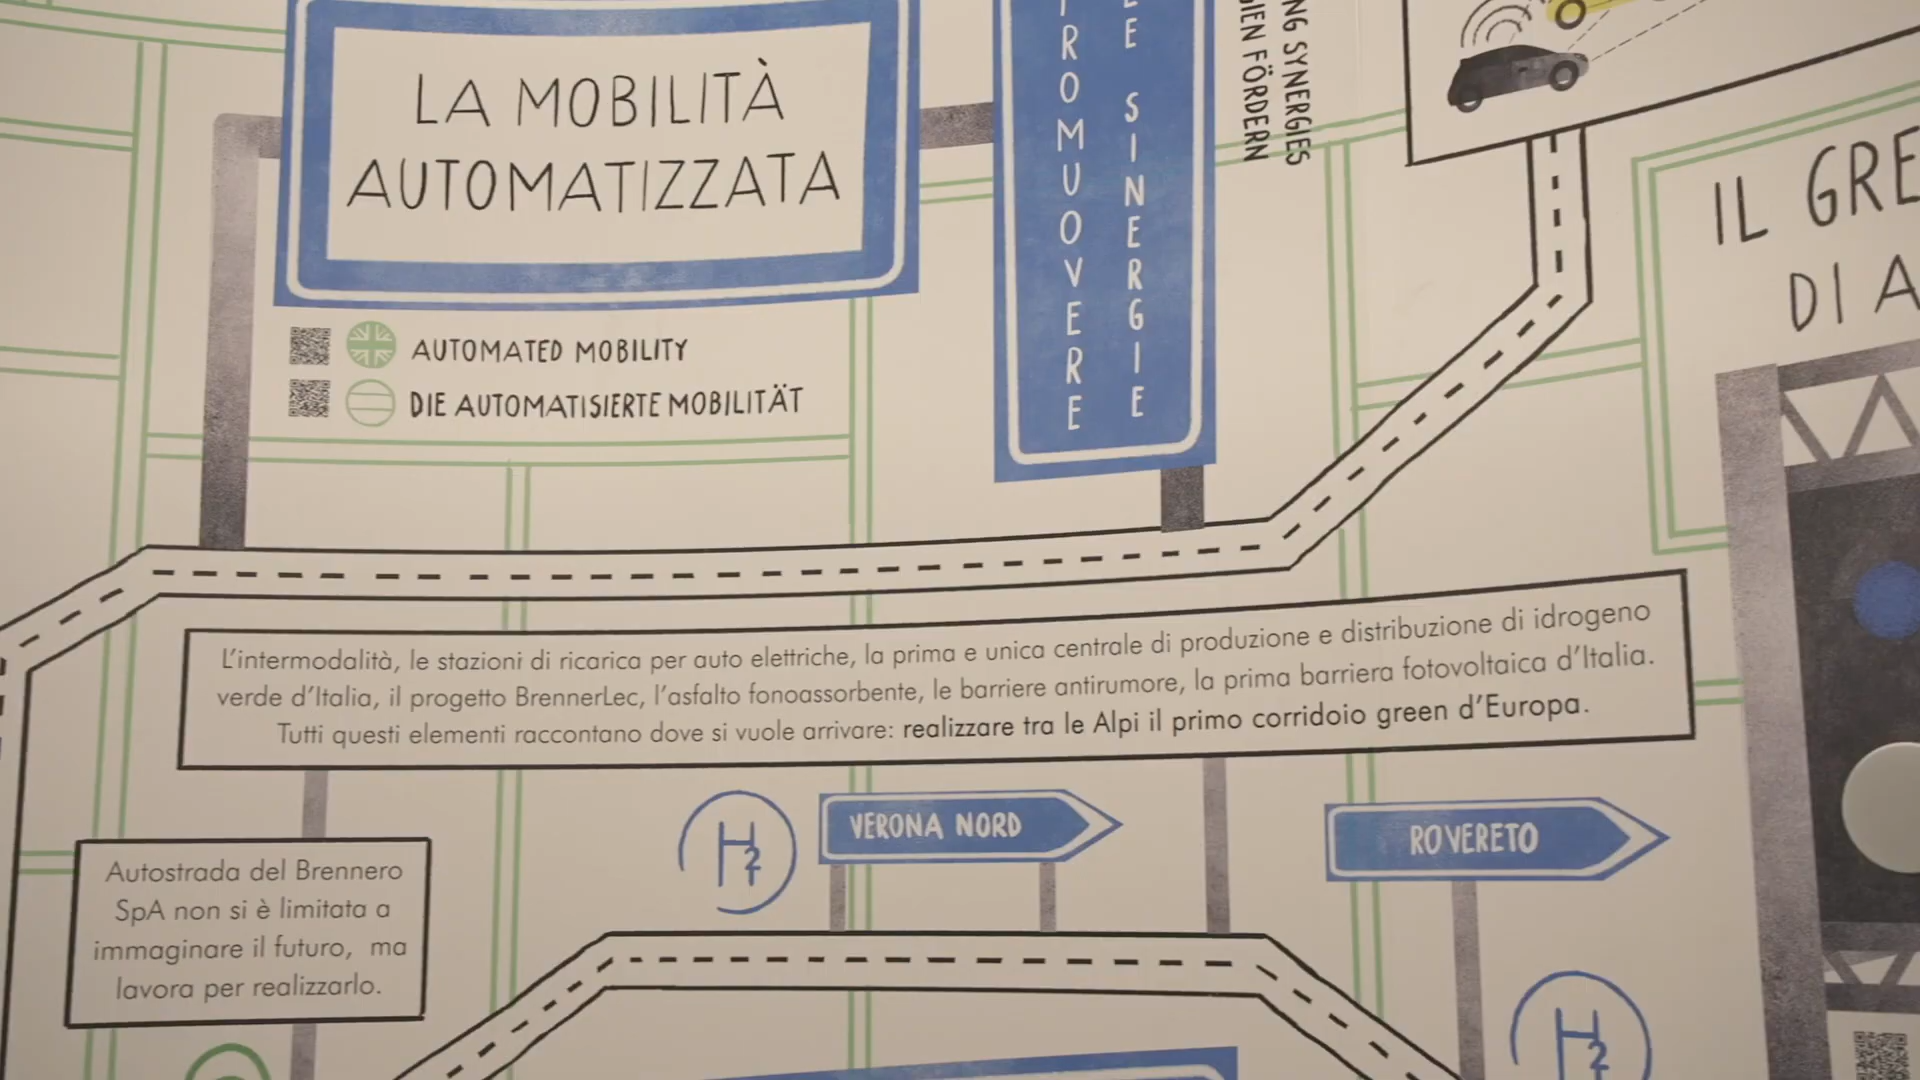 LA MOBILITÀ
AUTOMATIZZATA
AUTOMATED MOBILITY
DIE AUTOMATISIERTE MOBILITÄT
LE SINERGIE
SYNERGIES
FÖRDERN
IL
DI
L'intermodalità, le stazioni di ricarica per auto elettriche, la prima e unica centrale di produzione e distribuzione di idrogeno
verde d'Italia, il progetto BrennerLec, l'asfalto fonoassorbente, le barriere antirumore, la prima barriera fotovoltaica d'Italia.
Tutti questi elementi raccontano dove si vuole arrivare: realizzare tra le Alpi il primo corridoio green d'Europa.
H2
VERONA NORD
ROVERETO
Autostrada del Brennero
SpA non si è limitata a
immaginare il futuro, ma
lavora per realizzarlo.
H2